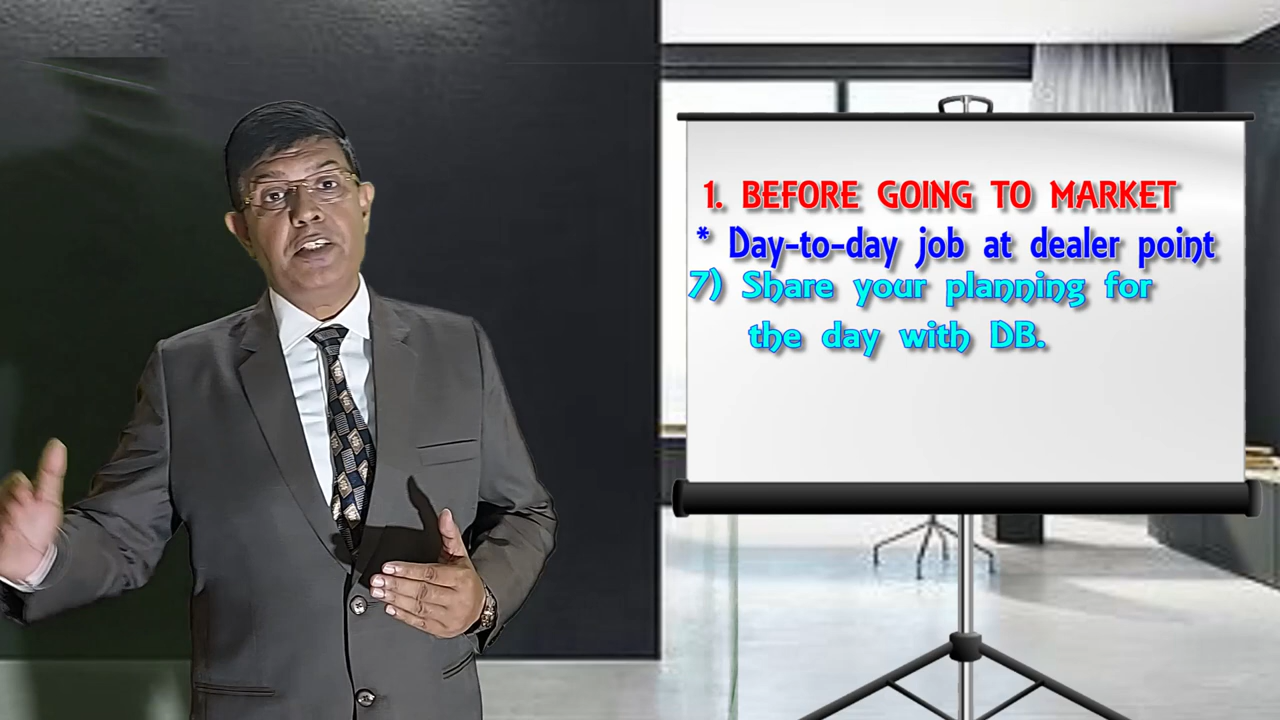 1. BEFORE GOING TO MARKET
* Day-to-day job at dealer point
7) Share your planning for
the day with DB.